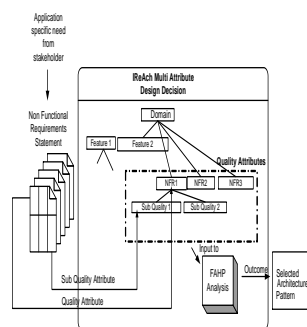 Application
specific need from
stakeholder
IReAch Multi Attribute
Design Decision
Non Functional
Requirements
Statement
Domain
Feature 1
Feature 2
Quality Attributes
NFR1
NFR2
NFR3
Sub Quality 1
Sub Quality 2
Input to
Sub Quality Attribute
FAHP
Analysis
Outcome
Selected
Architecture
Pattern
Quality Attribute